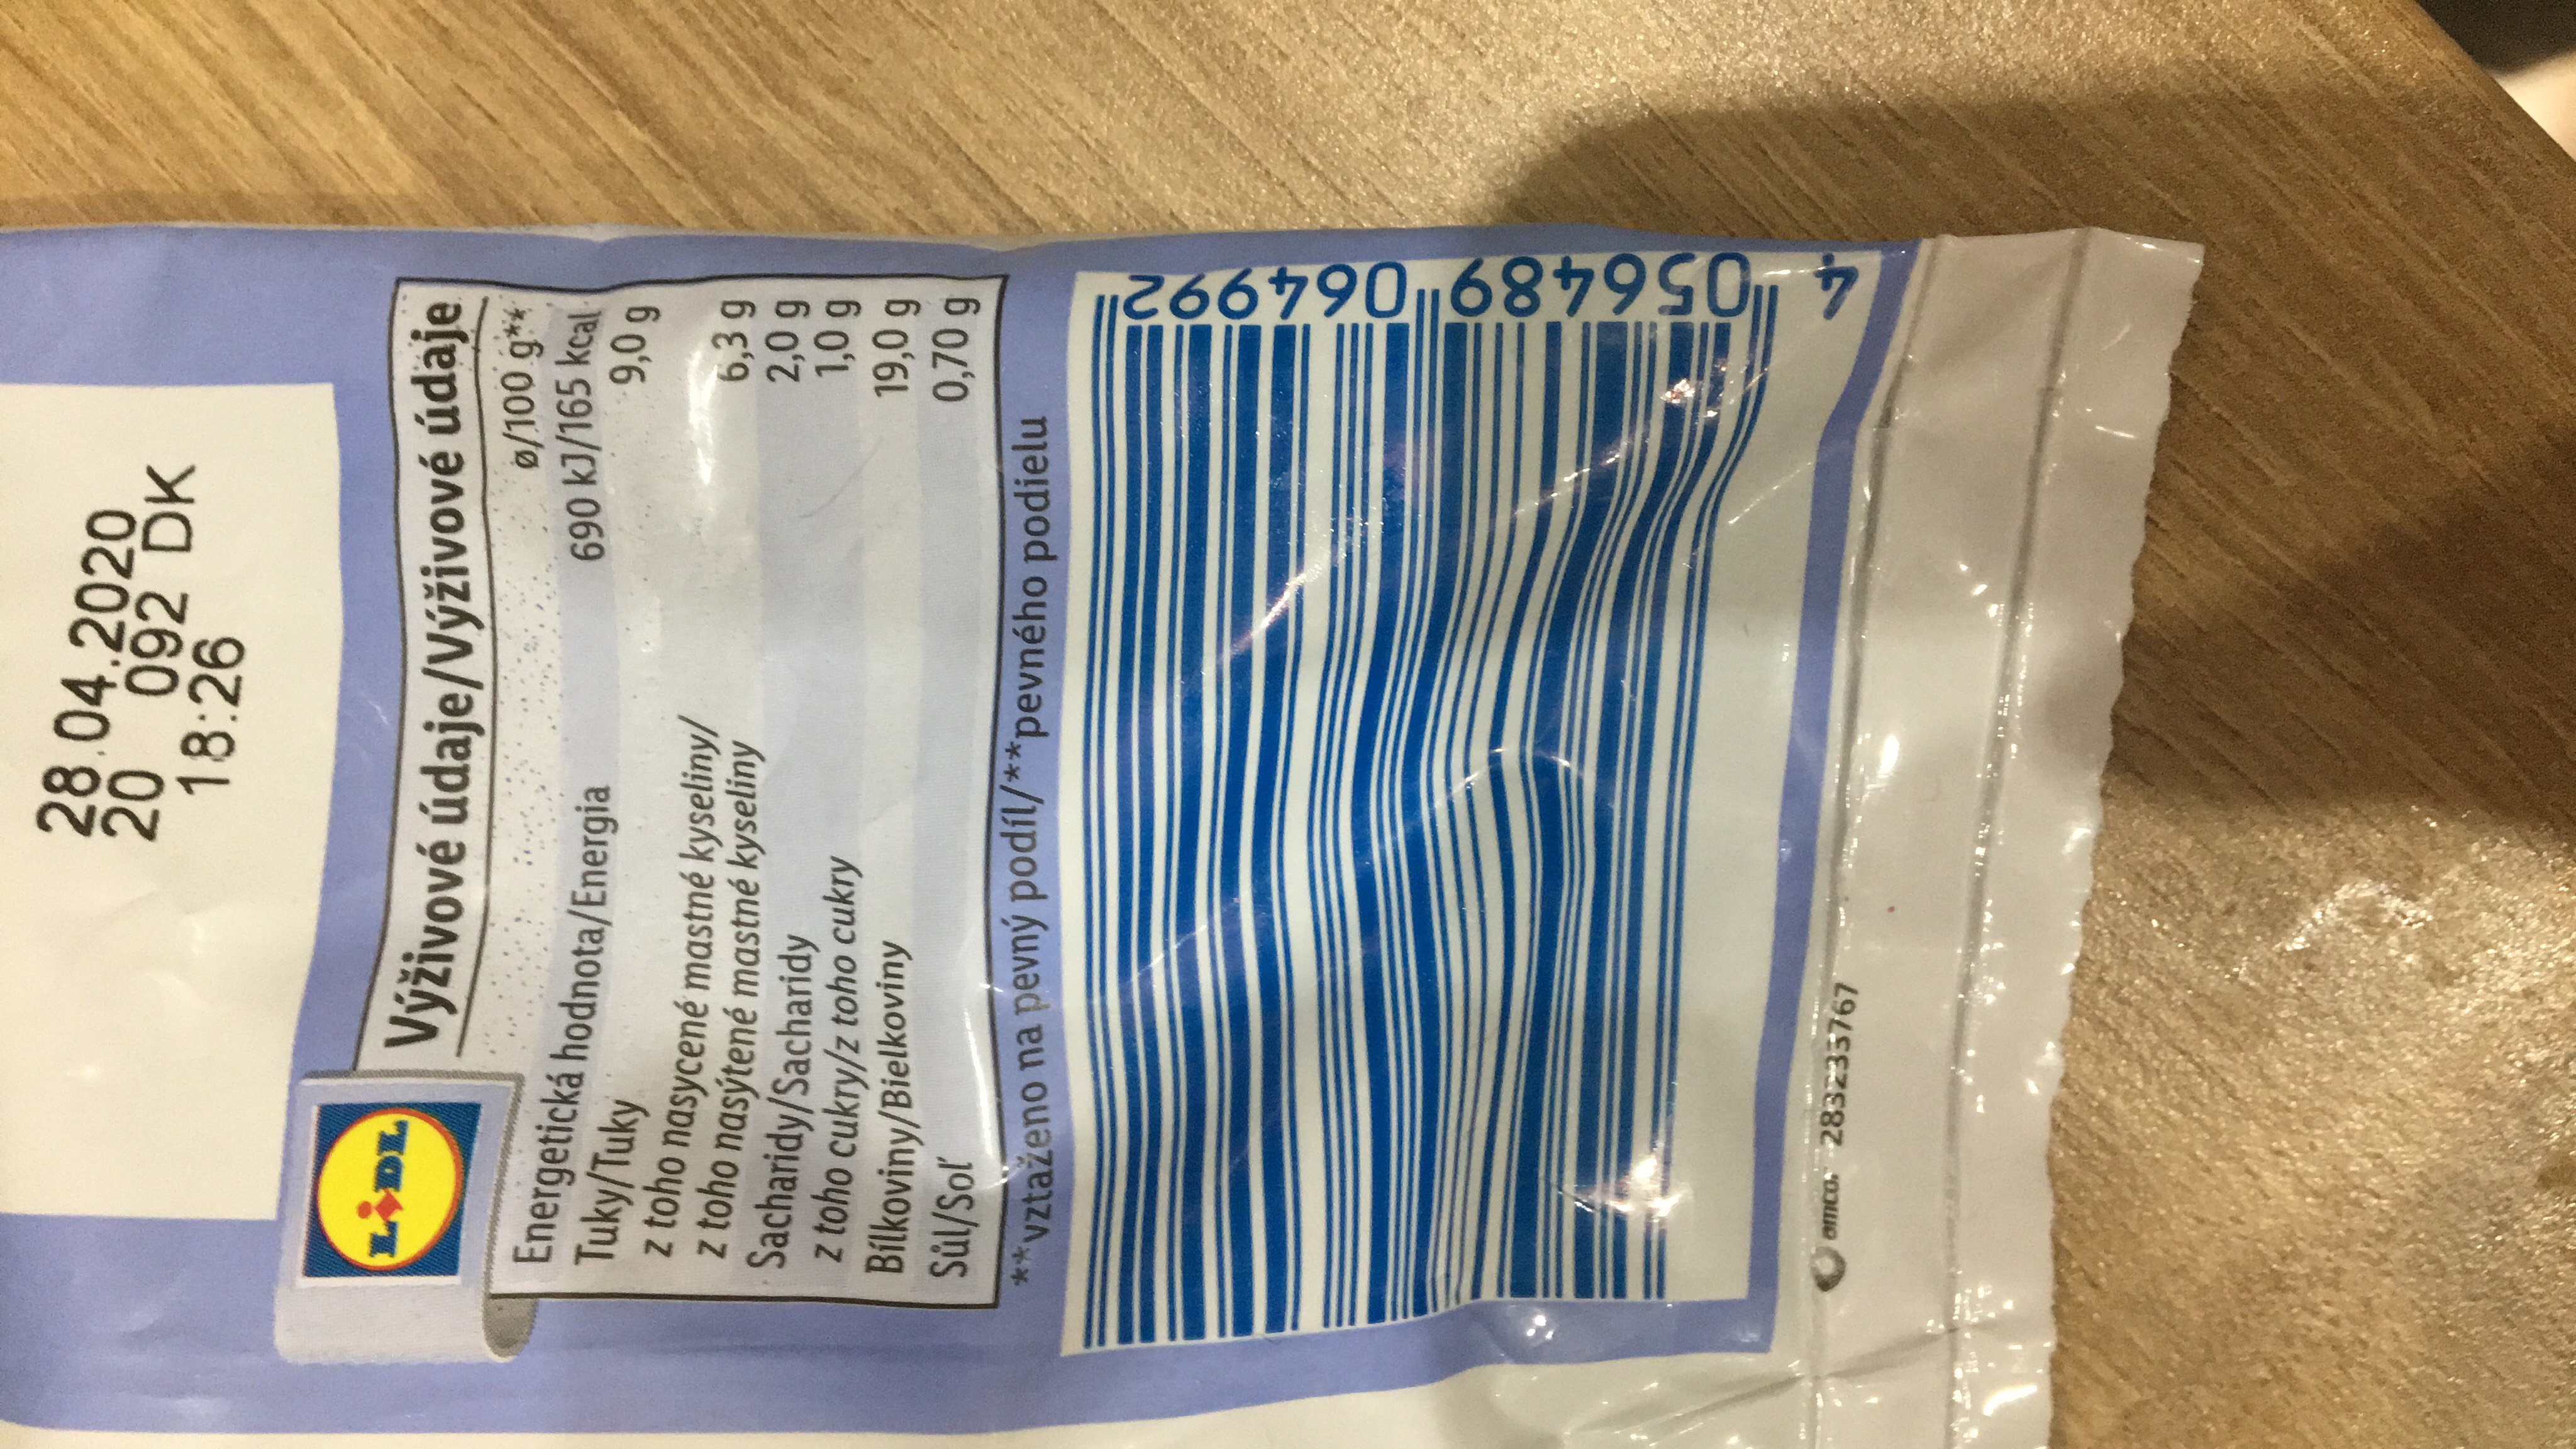 28.04.2020
20 092 DK
18:26
LIDL
Výživové údaje/Výživové údaje
ø/100 g**
Energetická hodnota/Energia 690 kJ/165 kcal
Tuky/Tuky 9,0 g
z toho nasycené mastné kyseliny/
z toho nasýtené mastné kyseliny 6,3 g
Sacharidy/Sacharidy 2,0 g
z toho cukry/z toho cukry 1,0 g
Bílkoviny/Bielkoviny 19,0 g
Sůl/Soľ 0,70 g
**vztaženo na pevný podíl/**pevného podielu
4 056489 064992
amco. 283233767